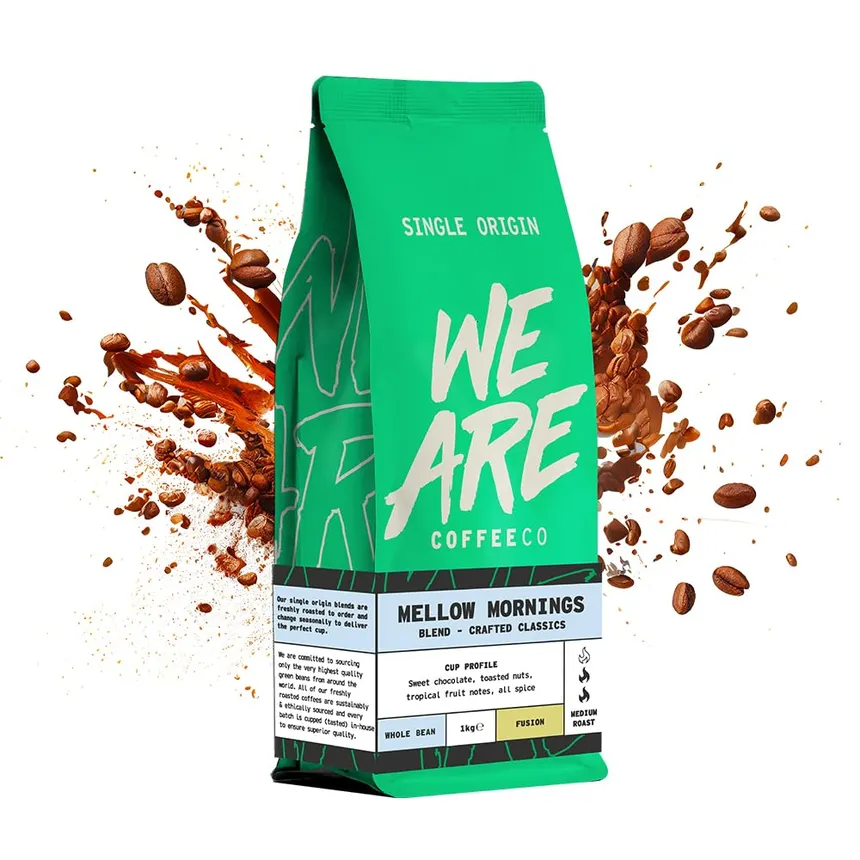 SINGLE ORIGIN
WE
ARE
COFFEECO
MELLOW MORNINGS
BLEND - CRAFTED CLASSICS
CUP PROFILE
Sweet chocolate, toasted nuts,
tropical fruit notes, all spice
WHOLE BEAN
1kg℮
FUSION
MEDIUM
ROAST
Our single origin blends are
freshly roasted to order and
change seasonally to deliver
the perfect cup.
We are committed to sourcing
only the very highest quality
green beans from around the
world. All of our freshly
roasted coffees are sustainably
& ethically sourced and every
batch is cupped (tasted) in-house
to ensure superior quality.